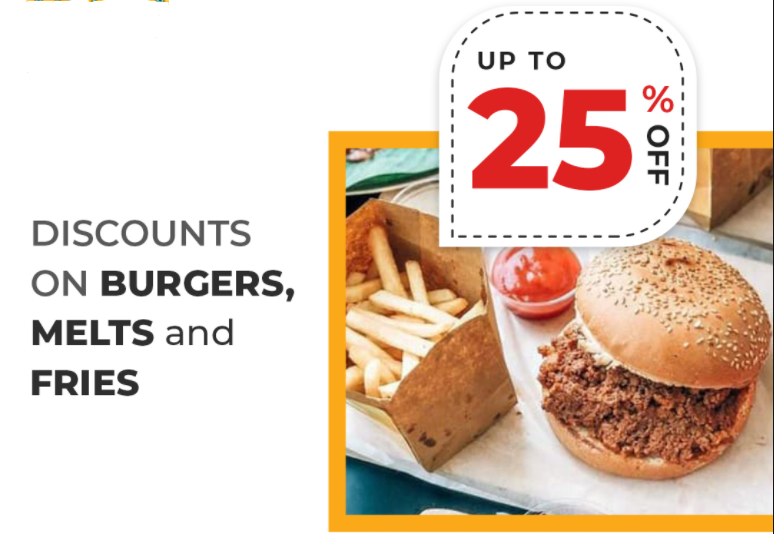 UP TO
25% OFF
DISCOUNTS
ON BURGERS,
MELTS and
FRIES